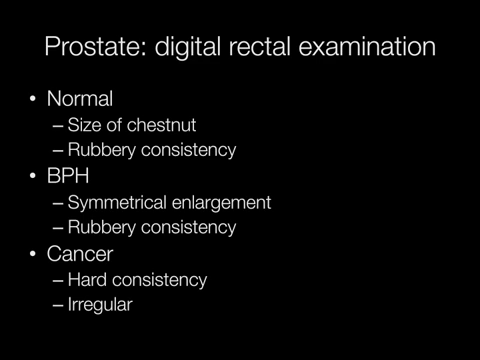 Prostate: digital rectal examination
• Normal
– Size of chestnut
– Rubbery consistency
• BPH
– Symmetrical enlargement
– Rubbery consistency
• Cancer
– Hard consistency
– Irregular